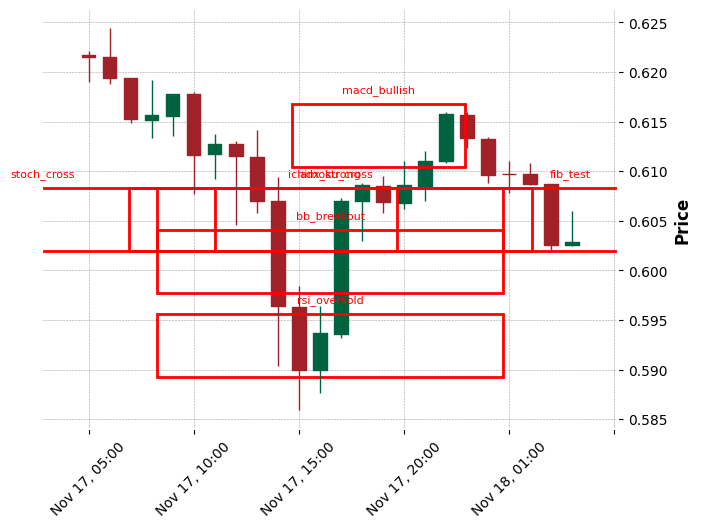 0.625
0.620
macd_bullish
0.615
0.610
stoch_cross
adx_strong
fib_test
0.605
bb_breakout
Price
0.600
rsi_oversold
0.595
0.590
0.585
Nov 17, 05:00
Nov 17, 10:00
Nov 17, 15:00
Nov 17, 20:00
Nov 18, 01:00